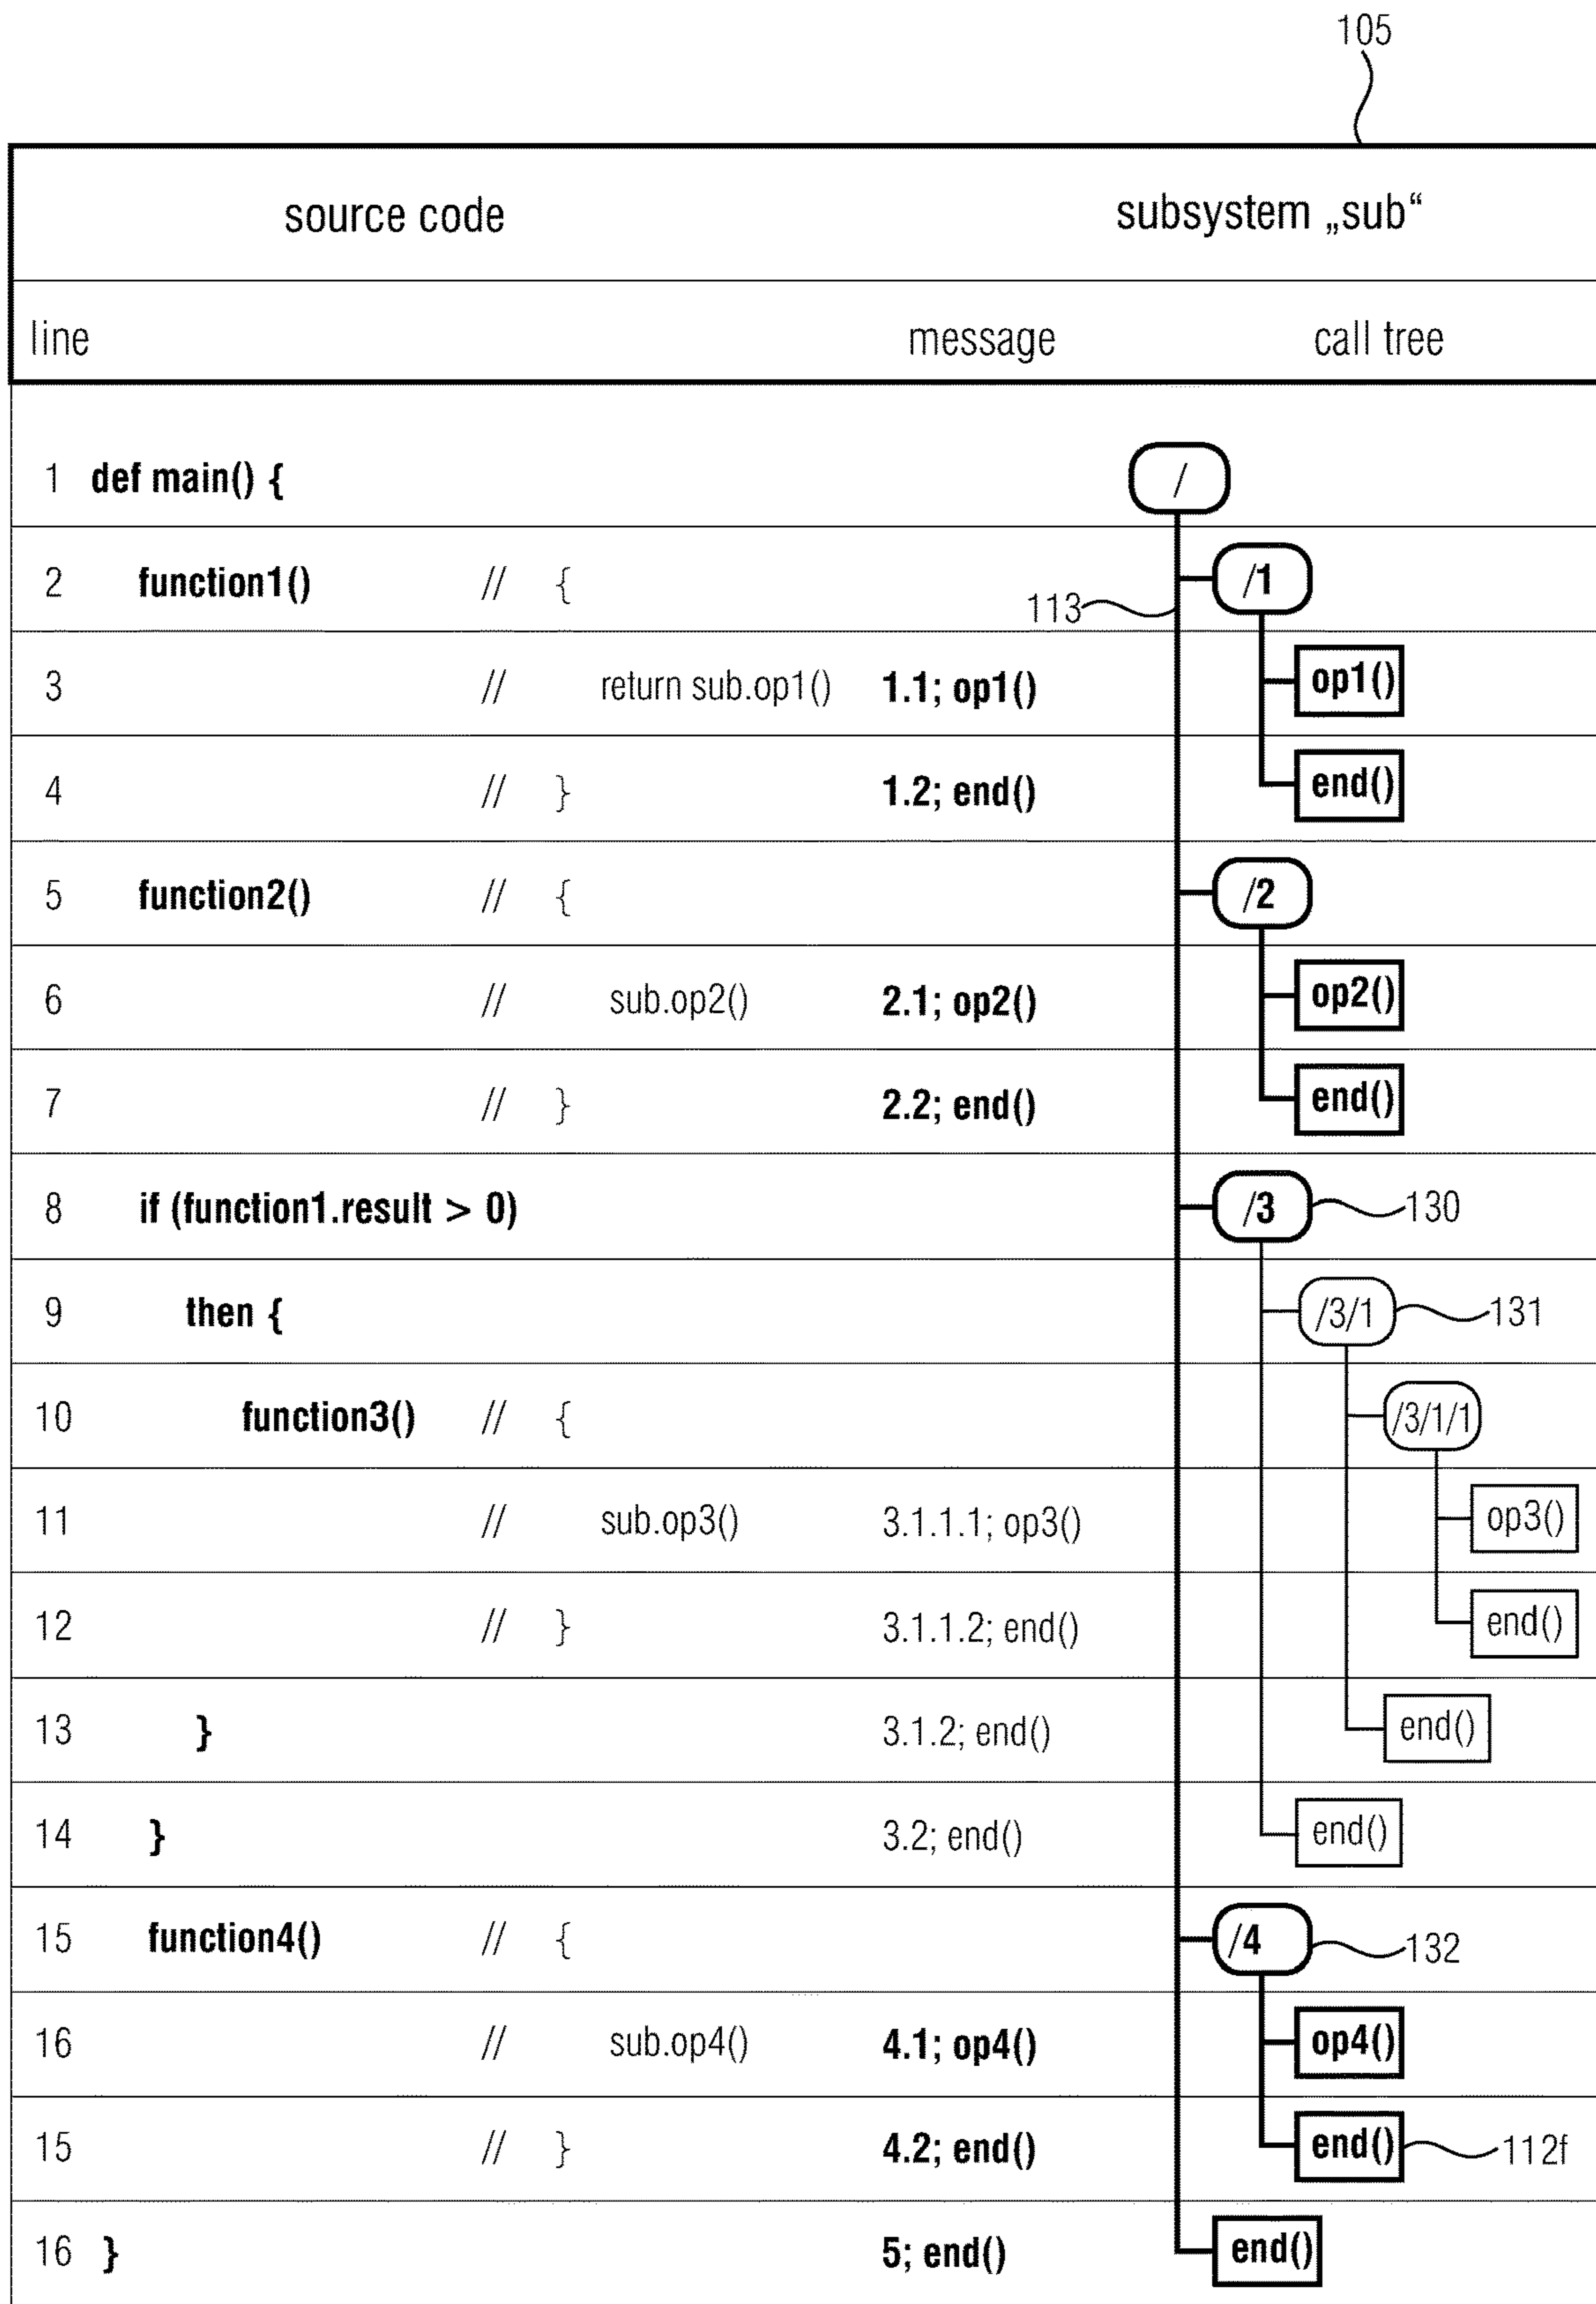 105
source code subsystem „sub“
line message call tree
1 def main() { /
2 function1() // { /1
113
3 // return sub.op1() 1.1; op1() op1()
4 // } 1.2; end() end()
5 function2() // { /2
6 // sub.op2() 2.1; op2() op2()
7 // } 2.2; end() end()
8 if (function1.result > 0) /3 130
9 then { /3/1 131
10 function3() // { /3/1/1
11 // sub.op3() 3.1.1.1; op3() op3()
12 // } 3.1.1.2; end() end()
13 } 3.1.2; end() end()
14 } 3.2; end() end()
15 function4() // { /4 132
16 // sub.op4() 4.1; op4() op4()
15 // } 4.2; end() end() 112f
16 } 5; end() end()